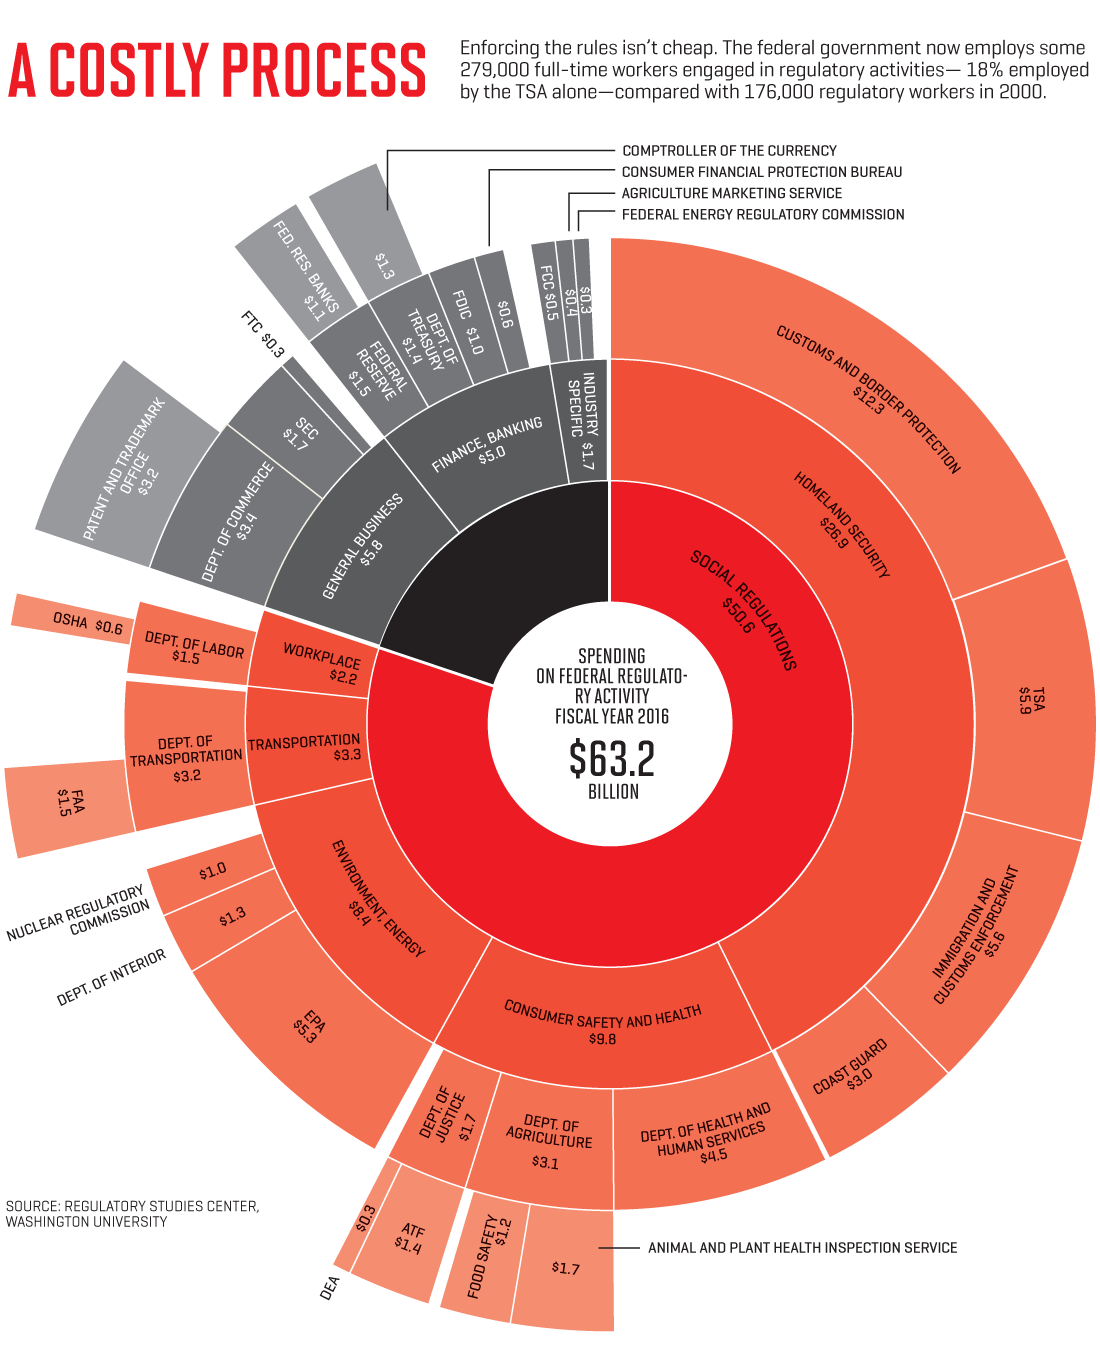 A COSTLY PROCESS
Enforcing the rules isn't cheap. The federal government now employs some
279,000 full-time workers engaged in regulatory activities— 18% employed
by the TSA alone—compared with 176,000 regulatory workers in 2000.
COMPTROLLER OF THE CURRENCY
CONSUMER FINANCIAL PROTECTION BUREAU
AGRICULTURE MARKETING SERVICE
FEDERAL ENERGY REGULATORY COMMISSION
$1.3
FED. RES. BANKS
$1.1
FCC $0.5
$0.4
$0.3
FDIC $1.0
$0.6
DEPT. OF
TREASURY
$1.4
FEDERAL
RESERVE
$1.5
FTC $0.3
SEC
$1.7
PATENT AND TRADEMARK
OFFICE
$3.2
DEPT. OF COMMERCE
$3.4
GENERAL BUSINESS
$5.8
FINANCE, BANKING
$5.0
INDUSTRY
SPECIFIC $1.7
CUSTOMS AND BORDER PROTECTION
$12.3
HOMELAND SECURITY
$26.9
SOCIAL REGULATIONS
$50.6
SPENDING
ON FEDERAL REGULATO-
RY ACTIVITY
FISCAL YEAR 2016
$63.2
BILLION
OSHA $0.6
DEPT. OF LABOR
$1.5
WORKPLACE
$2.2
TSA
$5.9
DEPT. OF
TRANSPORTATION
$3.2
TRANSPORTATION
$3.3
FAA
$1.5
ENVIRONMENT, ENERGY
$8.4
NUCLEAR REGULATORY
COMMISSION
$1.0
DEPT. OF INTERIOR
$1.3
EPA
$5.3
IMMIGRATION AND
CUSTOMS ENFORCEMENT
$5.6
CONSUMER SAFETY AND HEALTH
$9.8
COAST GUARD
$3.0
DEPT. OF
JUSTICE
$1.7
DEPT. OF
AGRICULTURE
$3.1
DEPT. OF HEALTH AND
HUMAN SERVICES
$4.5
SOURCE: REGULATORY STUDIES CENTER,
WASHINGTON UNIVERSITY
DEA
$0.3
ATF
$1.4
FOOD SAFETY
$1.2
$1.7
ANIMAL AND PLANT HEALTH INSPECTION SERVICE